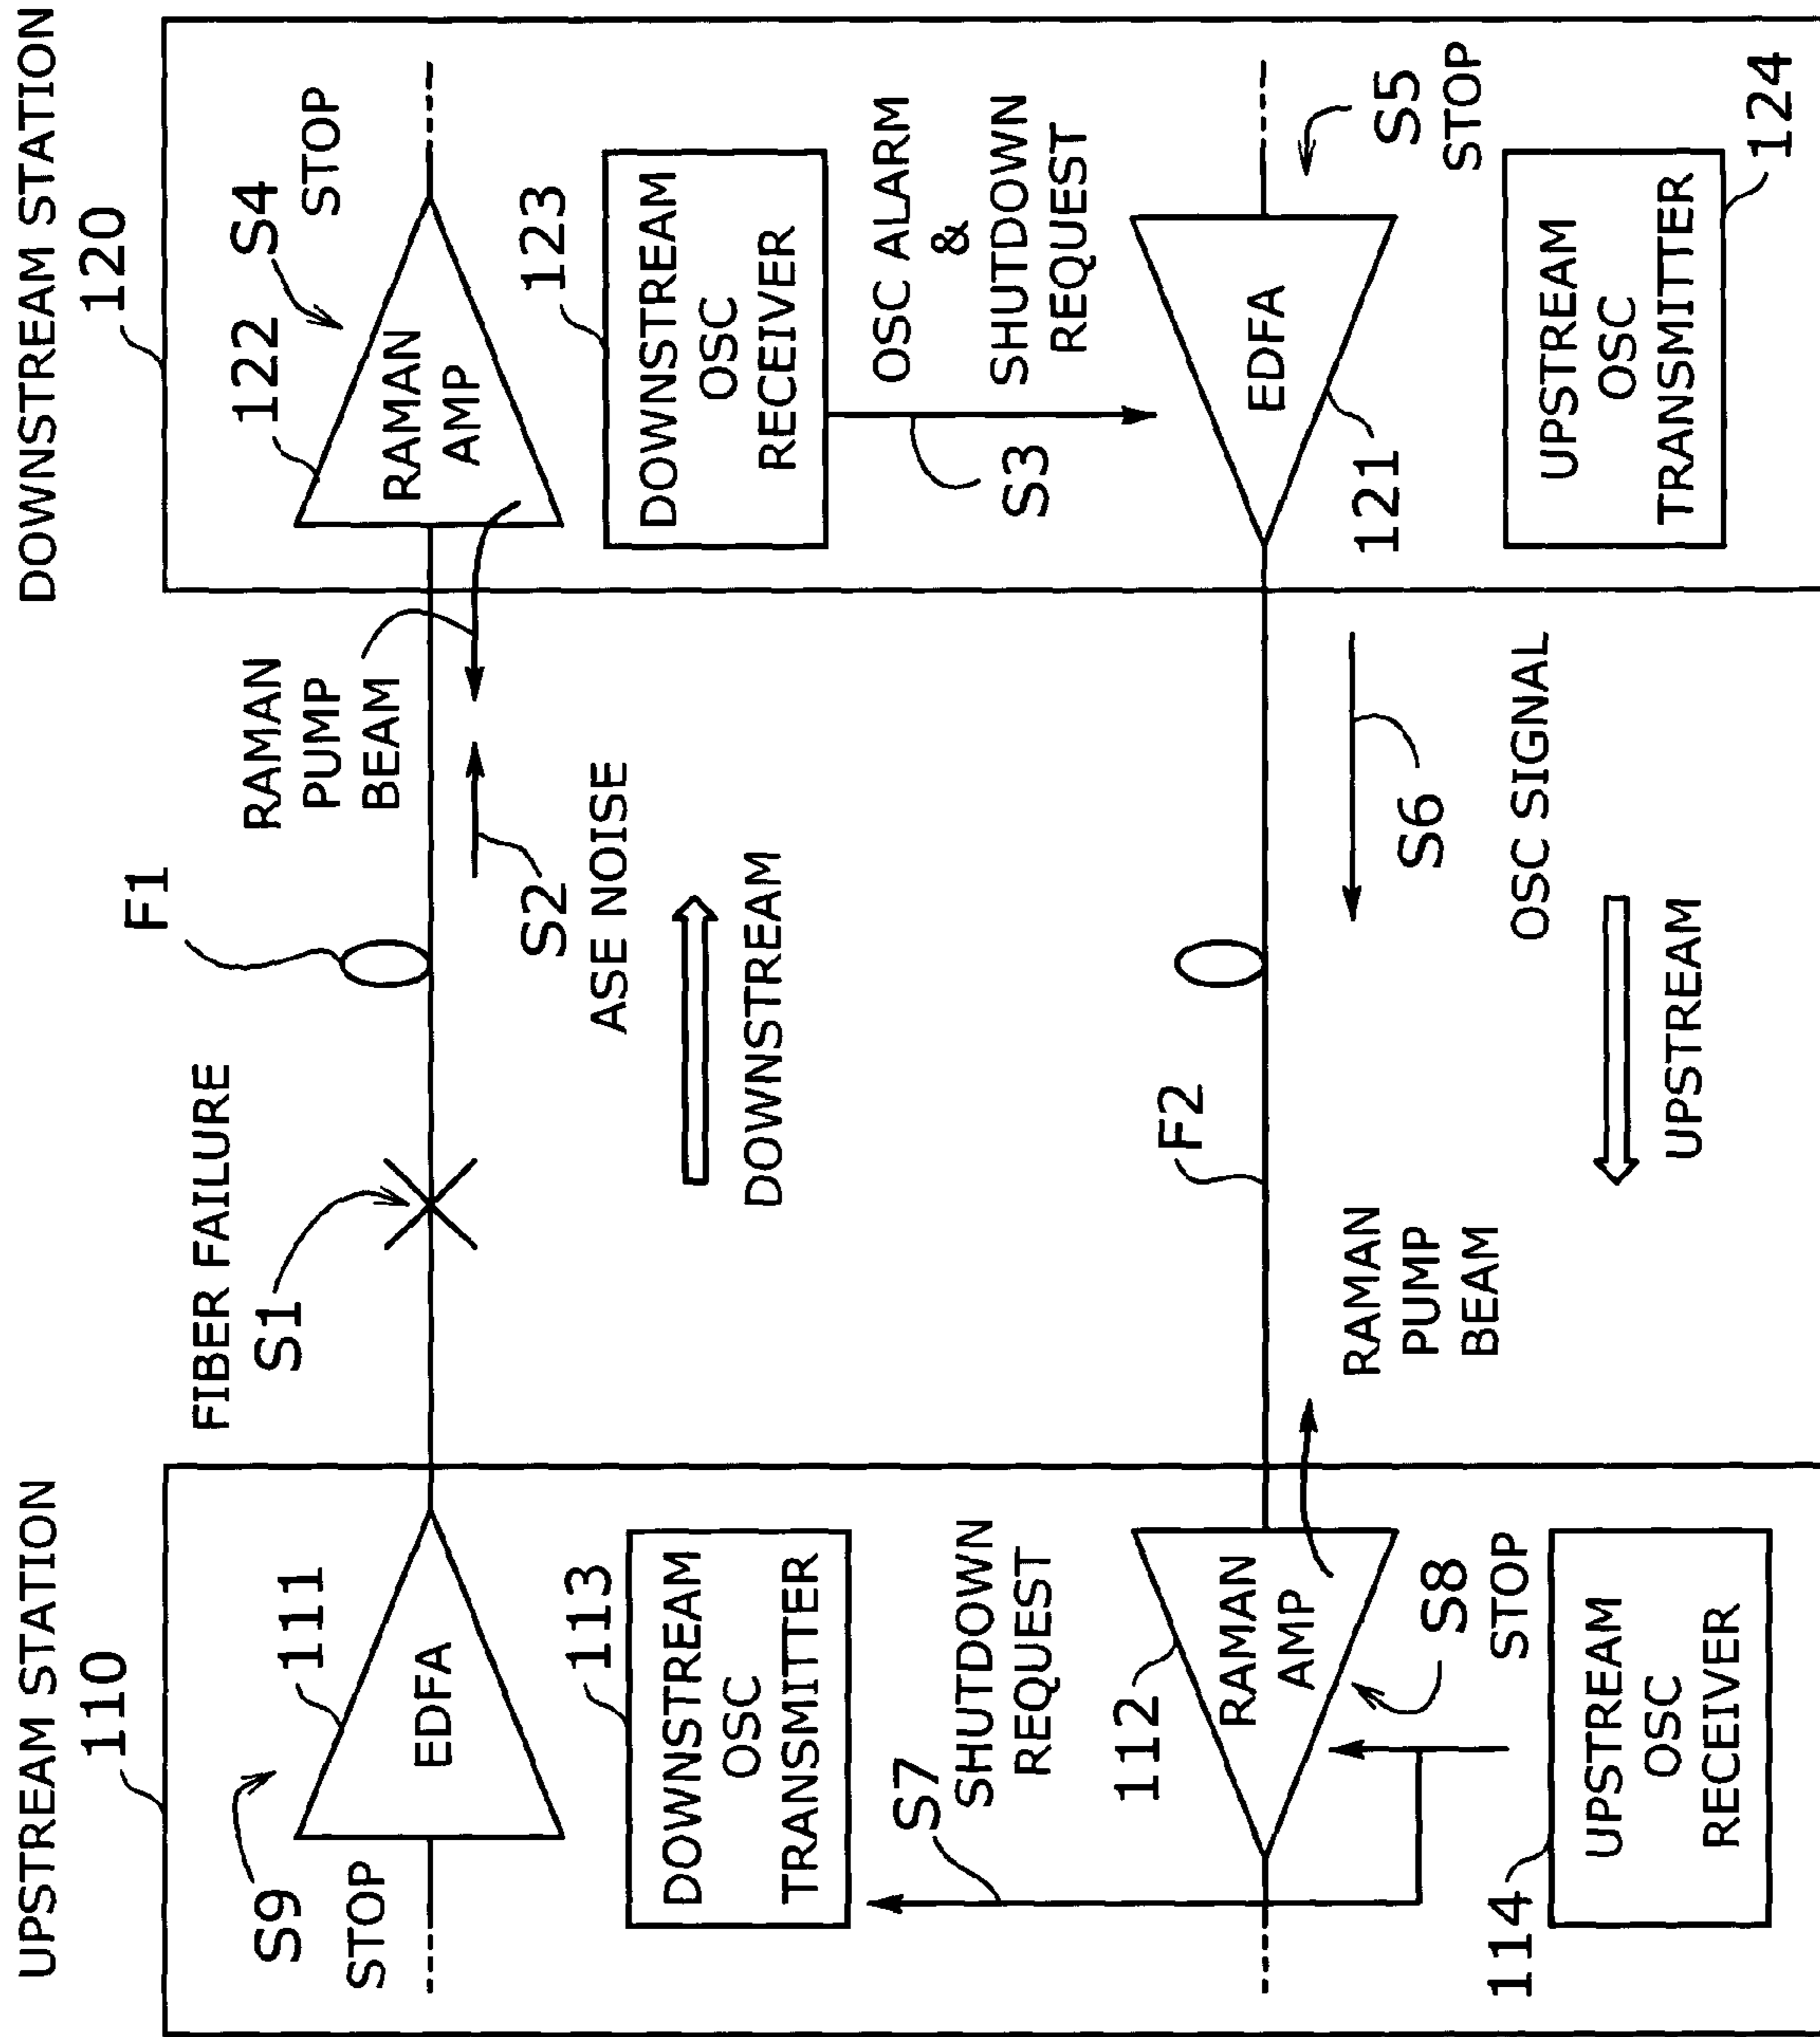 UPSTREAM STATION
110
S9
STOP
111
EDFA
113
DOWNSTREAM
OSC
TRANSMITTER
S7
SHUTDOWN
REQUEST
112
RAMAN
AMP
S8
STOP
114
UPSTREAM
OSC
RECEIVER
FIBER FAILURE
S1
F1
RAMAN
PUMP
BEAM
S2
ASE NOISE
DOWNSTREAM
F2
RAMAN
PUMP
BEAM
S6
OSC SIGNAL
UPSTREAM
DOWNSTREAM STATION
120
122
S4
STOP
RAMAN
AMP
123
DOWNSTREAM
OSC
RECEIVER
OSC ALARM
&
SHUTDOWN
REQUEST
S3
EDFA
121
S5
STOP
UPSTREAM
OSC
TRANSMITTER
124